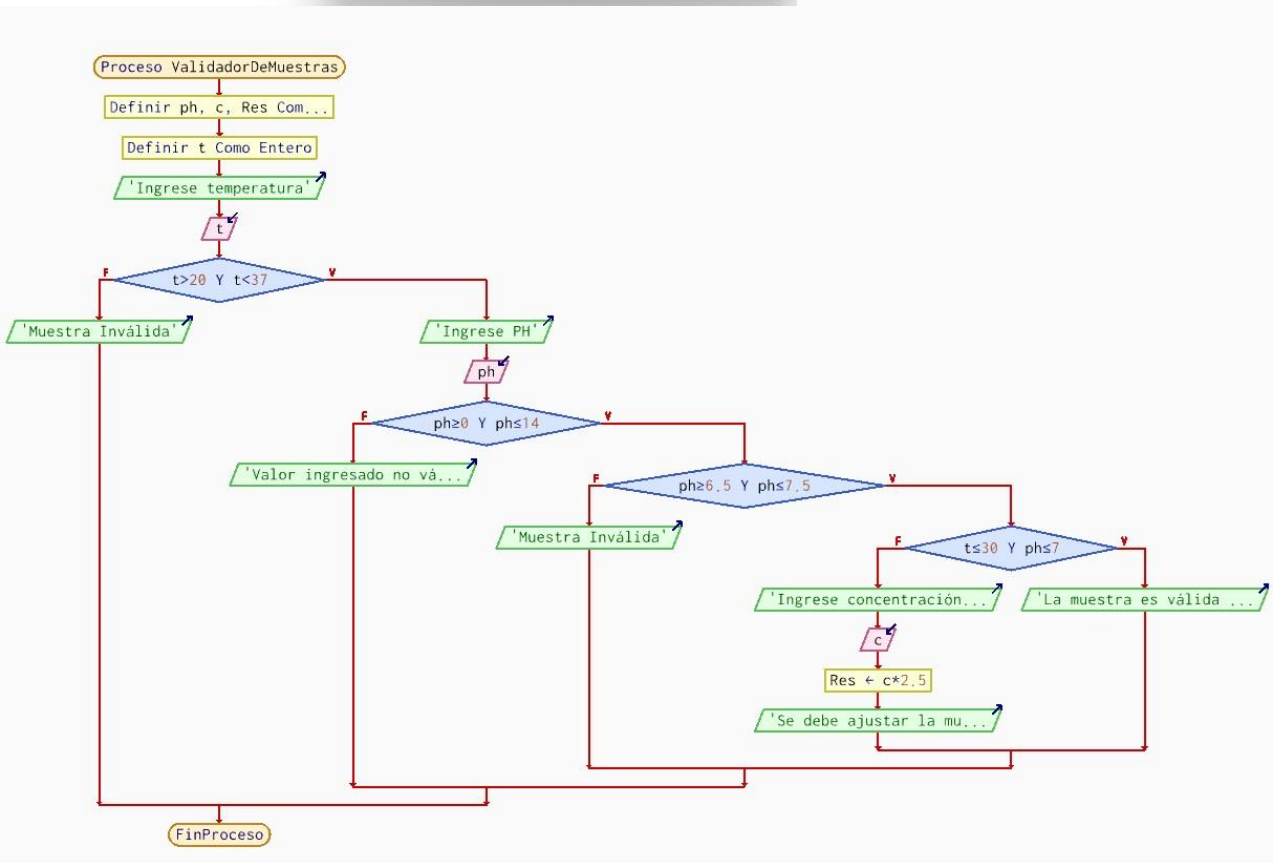 Proceso ValidadorDeMuestras
Definir ph, c, Res Com...
Definir t Como Entero
'Ingrese temperatura'
t
t>20 Y t<37
F
V
'Muestra Inválida'
'Ingrese PH'
ph
ph≥0 Y ph≤14
F
V
'Valor ingresado no vá...
ph≥6.5 Y ph≤7.5
F
V
'Muestra Inválida'
t≤30 Y ph≤7
F
V
'Ingrese concentración...
'La muestra es válida ...
c
Res ← c*2.5
'Se debe ajustar la mu...
FinProceso